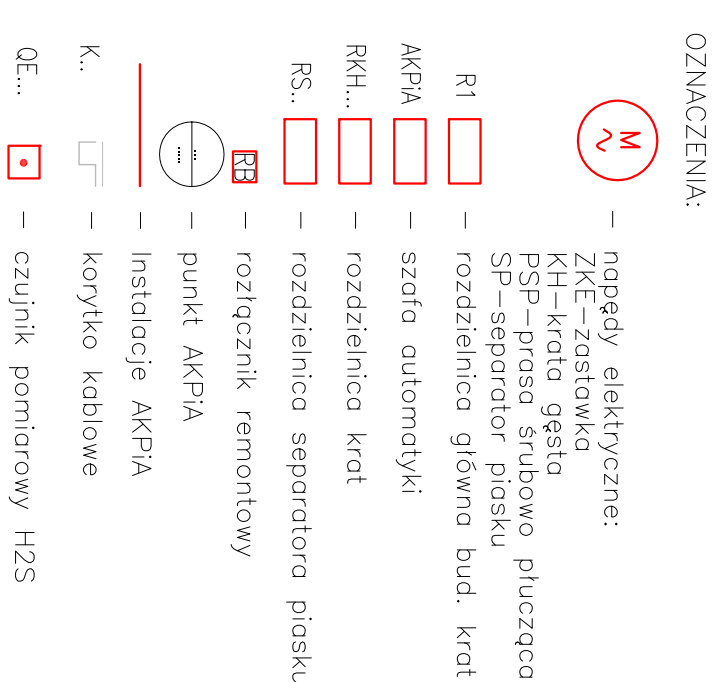 OZNACZENIA:
M
~
– napędy elektryczne:
ZKE–zastawka
KH–krata gęsta
PSP–prasa śrubowo płucząca
SP–separator piasku
R1 – rozdzielnica główna bud. krat
AKPiA – szafa automatyki
RKH... – rozdzielnica krat
RS.. – rozdzielnica separatora piasku
RB – rozłącznik remontowy
... .... – punkt AKPiA
– Instalacje AKPiA
K.. – korytko kablowe
QE... – czujnik pomiarowy H2S